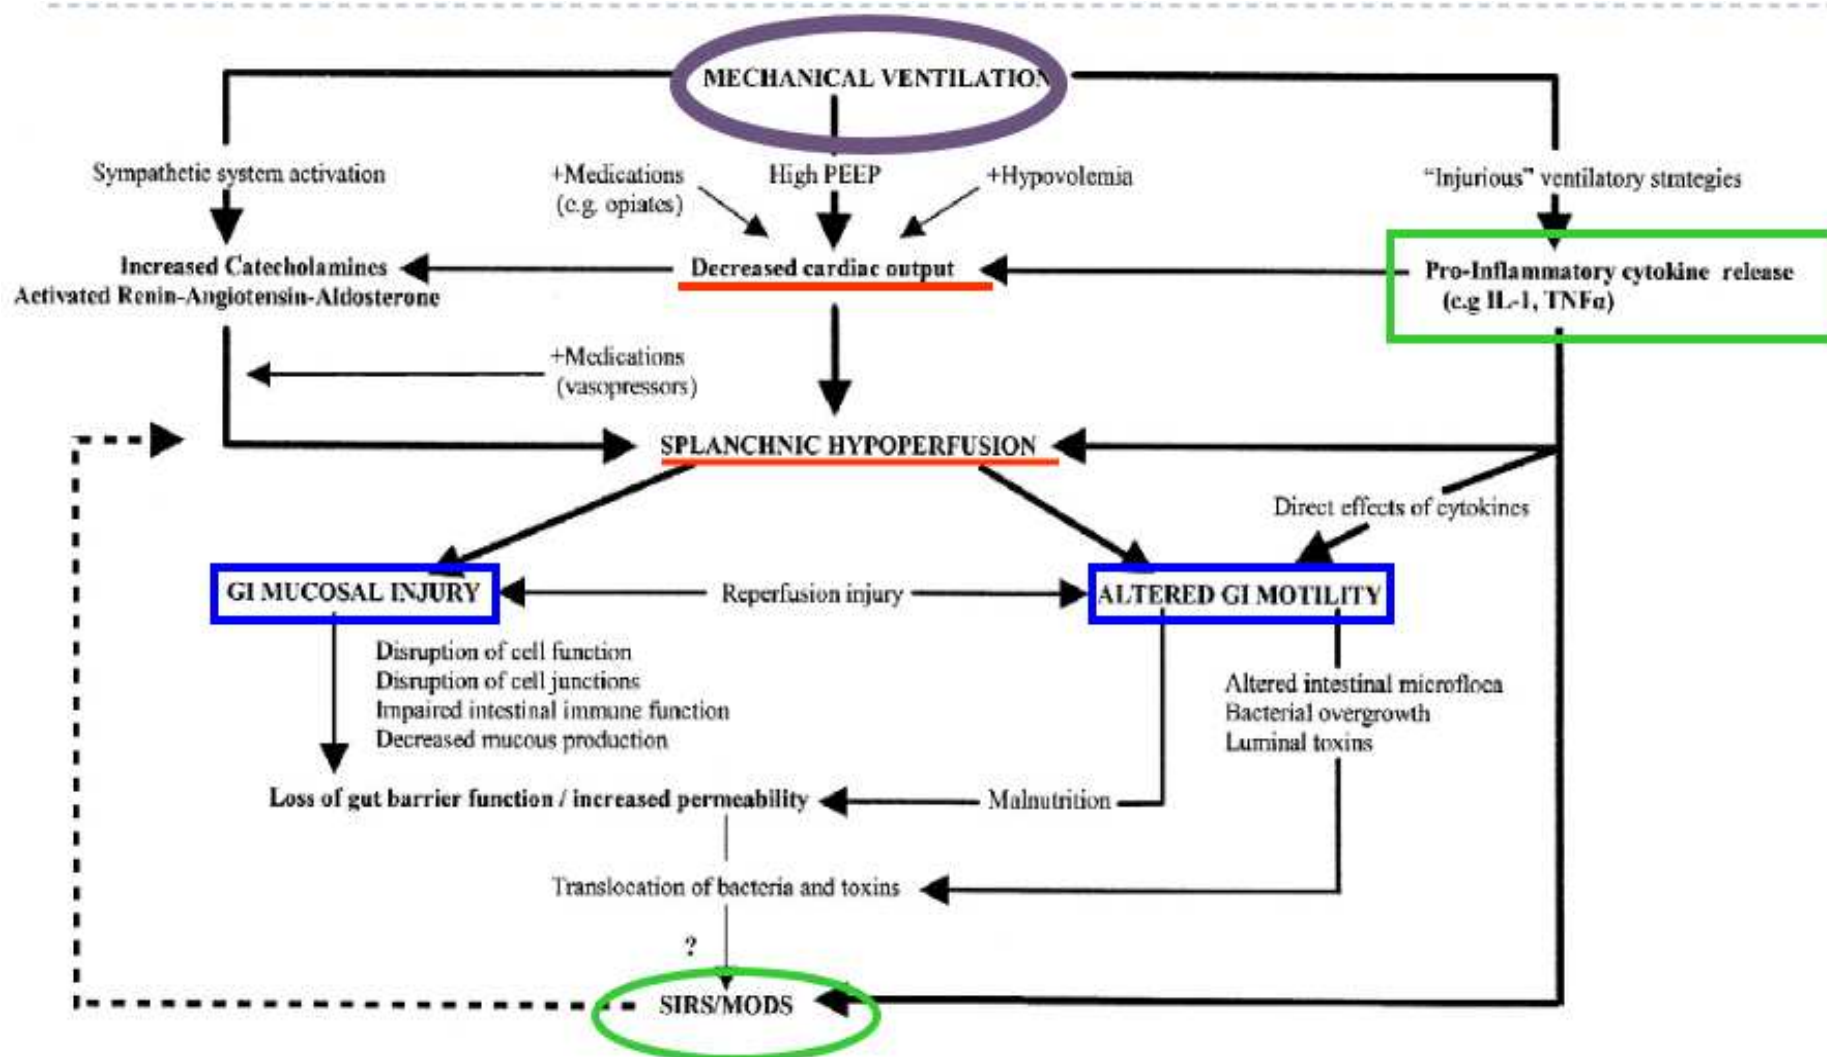 MECHANICAL VENTILATION
Sympathetic system activation
+Medications
(e.g. opiates)
High PEEP
+Hypovolemia
"Injurious" ventilatory strategies
Increased Catecholamines
Activated Renin-Angiotensin-Aldosterone
Decreased cardiac output
Pro-Inflammatory cytokine release
(e.g IL-1, TNFα)
+Medications
(vasopressors)
SPLANCHNIC HYPOPERFUSION
Direct effects of cytokines
GI MUCOSAL INJURY
Reperfusion injury
ALTERED GI MOTILITY
Disruption of cell function
Disruption of cell junctions
Impaired intestinal immune function
Decreased mucous production
Altered intestinal microfloca
Bacterial overgrowth
Luminal toxins
Loss of gut barrier function / increased permeability
Malnutrition
Translocation of bacteria and toxins
?
SIRS/MODS